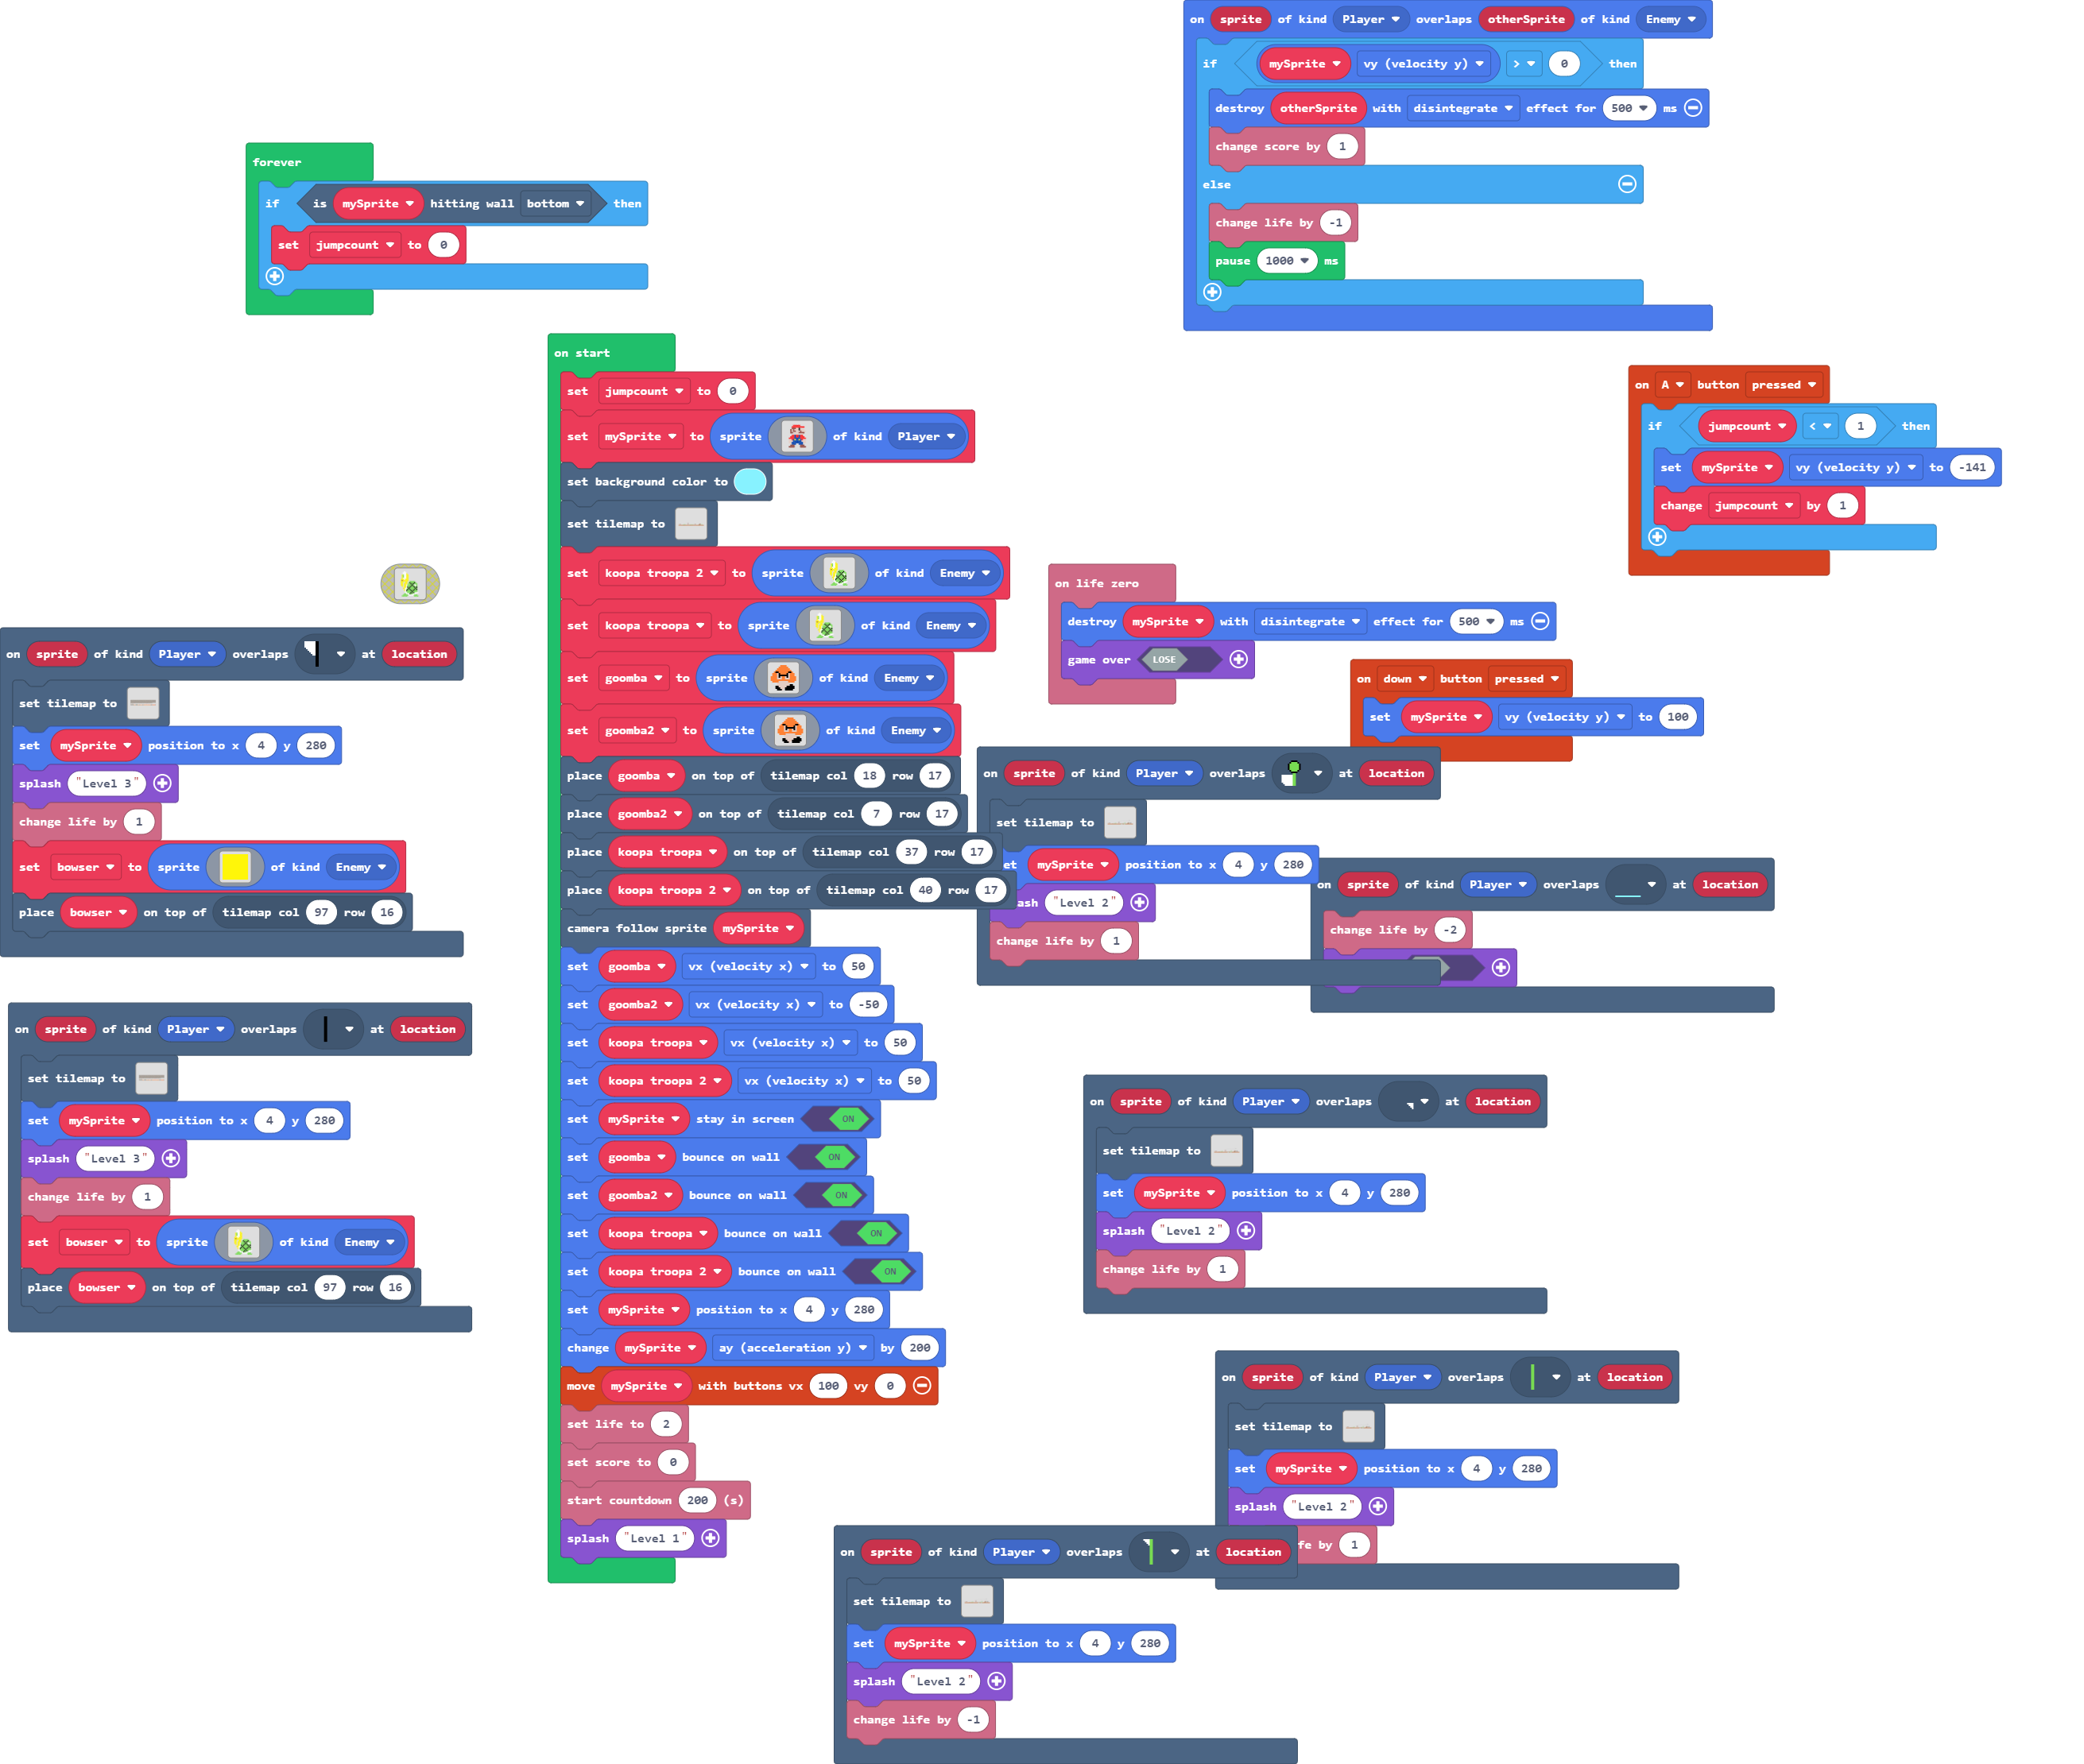 on sprite of kind Player overlaps otherSprite of kind Enemy
if mySprite vy (velocity y) > 0 then
destroy otherSprite with disintegrate effect for 500 ms
change score by 1
else
change life by -1
pause 1000 ms
forever
if is mySprite hitting wall bottom then
set jumpcount to 0
on start
set jumpcount to 0
set mySprite to sprite of kind Player
set background color to
set tilemap to
set koopa troopa 2 to sprite of kind Enemy
set koopa troopa to sprite of kind Enemy
set goomba to sprite of kind Enemy
set goomba2 to sprite of kind Enemy
place goomba on top of tilemap col 18 row 17
place goomba2 on top of tilemap col 7 row 17
place koopa troopa on top of tilemap col 37 row 17
place koopa troopa 2 on top of tilemap col 40 row 17
camera follow sprite mySprite
set goomba vx (velocity x) to 50
set goomba2 vx (velocity x) to -50
set koopa troopa vx (velocity x) to 50
set koopa troopa 2 vx (velocity x) to 50
set mySprite stay in screen ON
set goomba bounce on wall ON
set goomba2 bounce on wall ON
set koopa troopa bounce on wall ON
set koopa troopa 2 bounce on wall ON
set mySprite position to x 4 y 280
change mySprite ay (acceleration y) by 200
move mySprite with buttons vx 100 vy 0
set life to 2
set score to 0
start countdown 200 (s)
splash "Level 1"
on A button pressed
if jumpcount < 1 then
set mySprite vy (velocity y) to -141
change jumpcount by 1
on life zero
destroy mySprite with disintegrate effect for 500 ms
game over LOSE
on down button pressed
set mySprite vy (velocity y) to 100
on sprite of kind Player overlaps at location
set tilemap to
set mySprite position to x 4 y 280
splash "Level 3"
change life by 1
set bowser to sprite of kind Enemy
place bowser on top of tilemap col 97 row 16
on sprite of kind Player overlaps at location
set tilemap to
et mySprite position to x 4 y 280
ash "Level 2"
change life by 1
on sprite of kind Player overlaps at location
change life by -2
on sprite of kind Player overlaps at location
set tilemap to
set mySprite position to x 4 y 280
splash "Level 3"
change life by 1
set bowser to sprite of kind Enemy
place bowser on top of tilemap col 97 row 16
on sprite of kind Player overlaps at location
set tilemap to
set mySprite position to x 4 y 280
splash "Level 2"
change life by 1
on sprite of kind Player overlaps at location
set tilemap to
set mySprite position to x 4 y 280
splash "Level 2"
fe by 1
on sprite of kind Player overlaps at location
set tilemap to
set mySprite position to x 4 y 280
splash "Level 2"
change life by -1